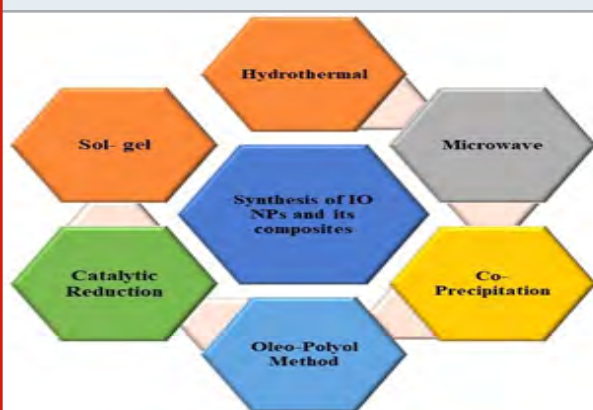 Hydrothermal
Sol- gel
Microwave
Synthesis of IO
NPs and its
composites
Catalytic
Reduction
Co-
Precipitation
Oleo-Polyol
Method